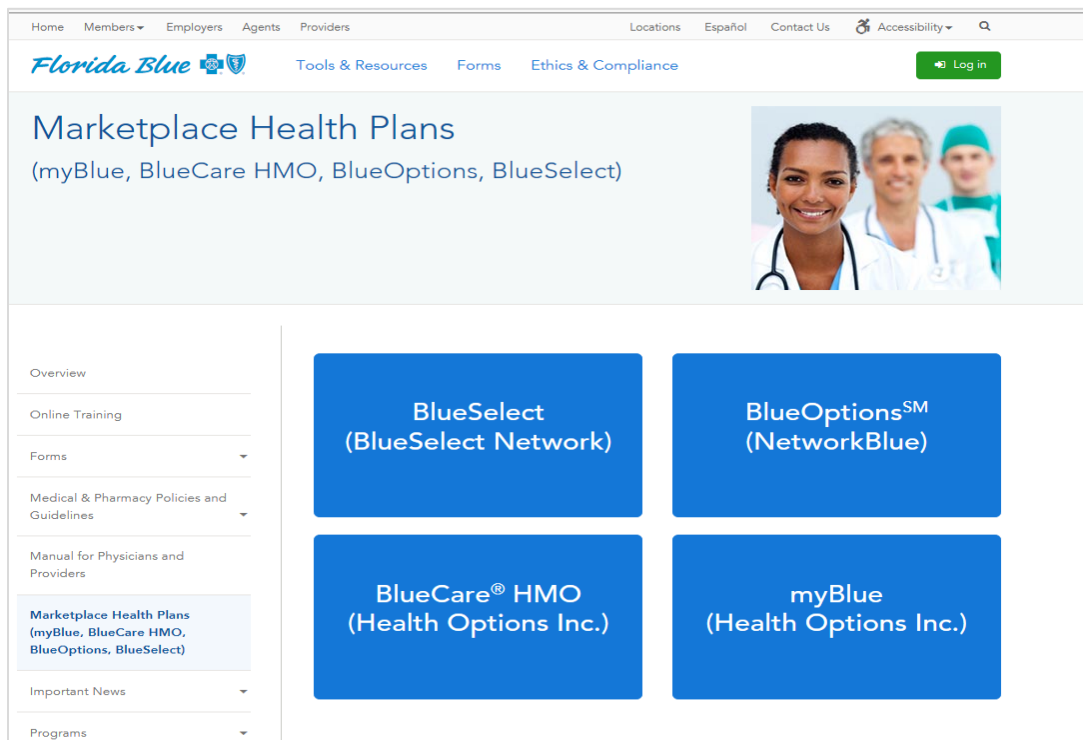 Home Members Employers Agents Providers Locations Español Contact Us Accessibility
Florida Blue Tools & Resources Forms Ethics & Compliance Log in
Marketplace Health Plans
(myBlue, BlueCare HMO, BlueOptions, BlueSelect)
Overview
Online Training
Forms
Medical & Pharmacy Policies and
Guidelines
Manual for Physicians and
Providers
Marketplace Health Plans
(myBlue, BlueCare HMO,
BlueOptions, BlueSelect)
Important News
Programs
BlueSelect
(BlueSelect Network)
BlueOptions℠
(NetworkBlue)
BlueCare® HMO
(Health Options Inc.)
myBlue
(Health Options Inc.)